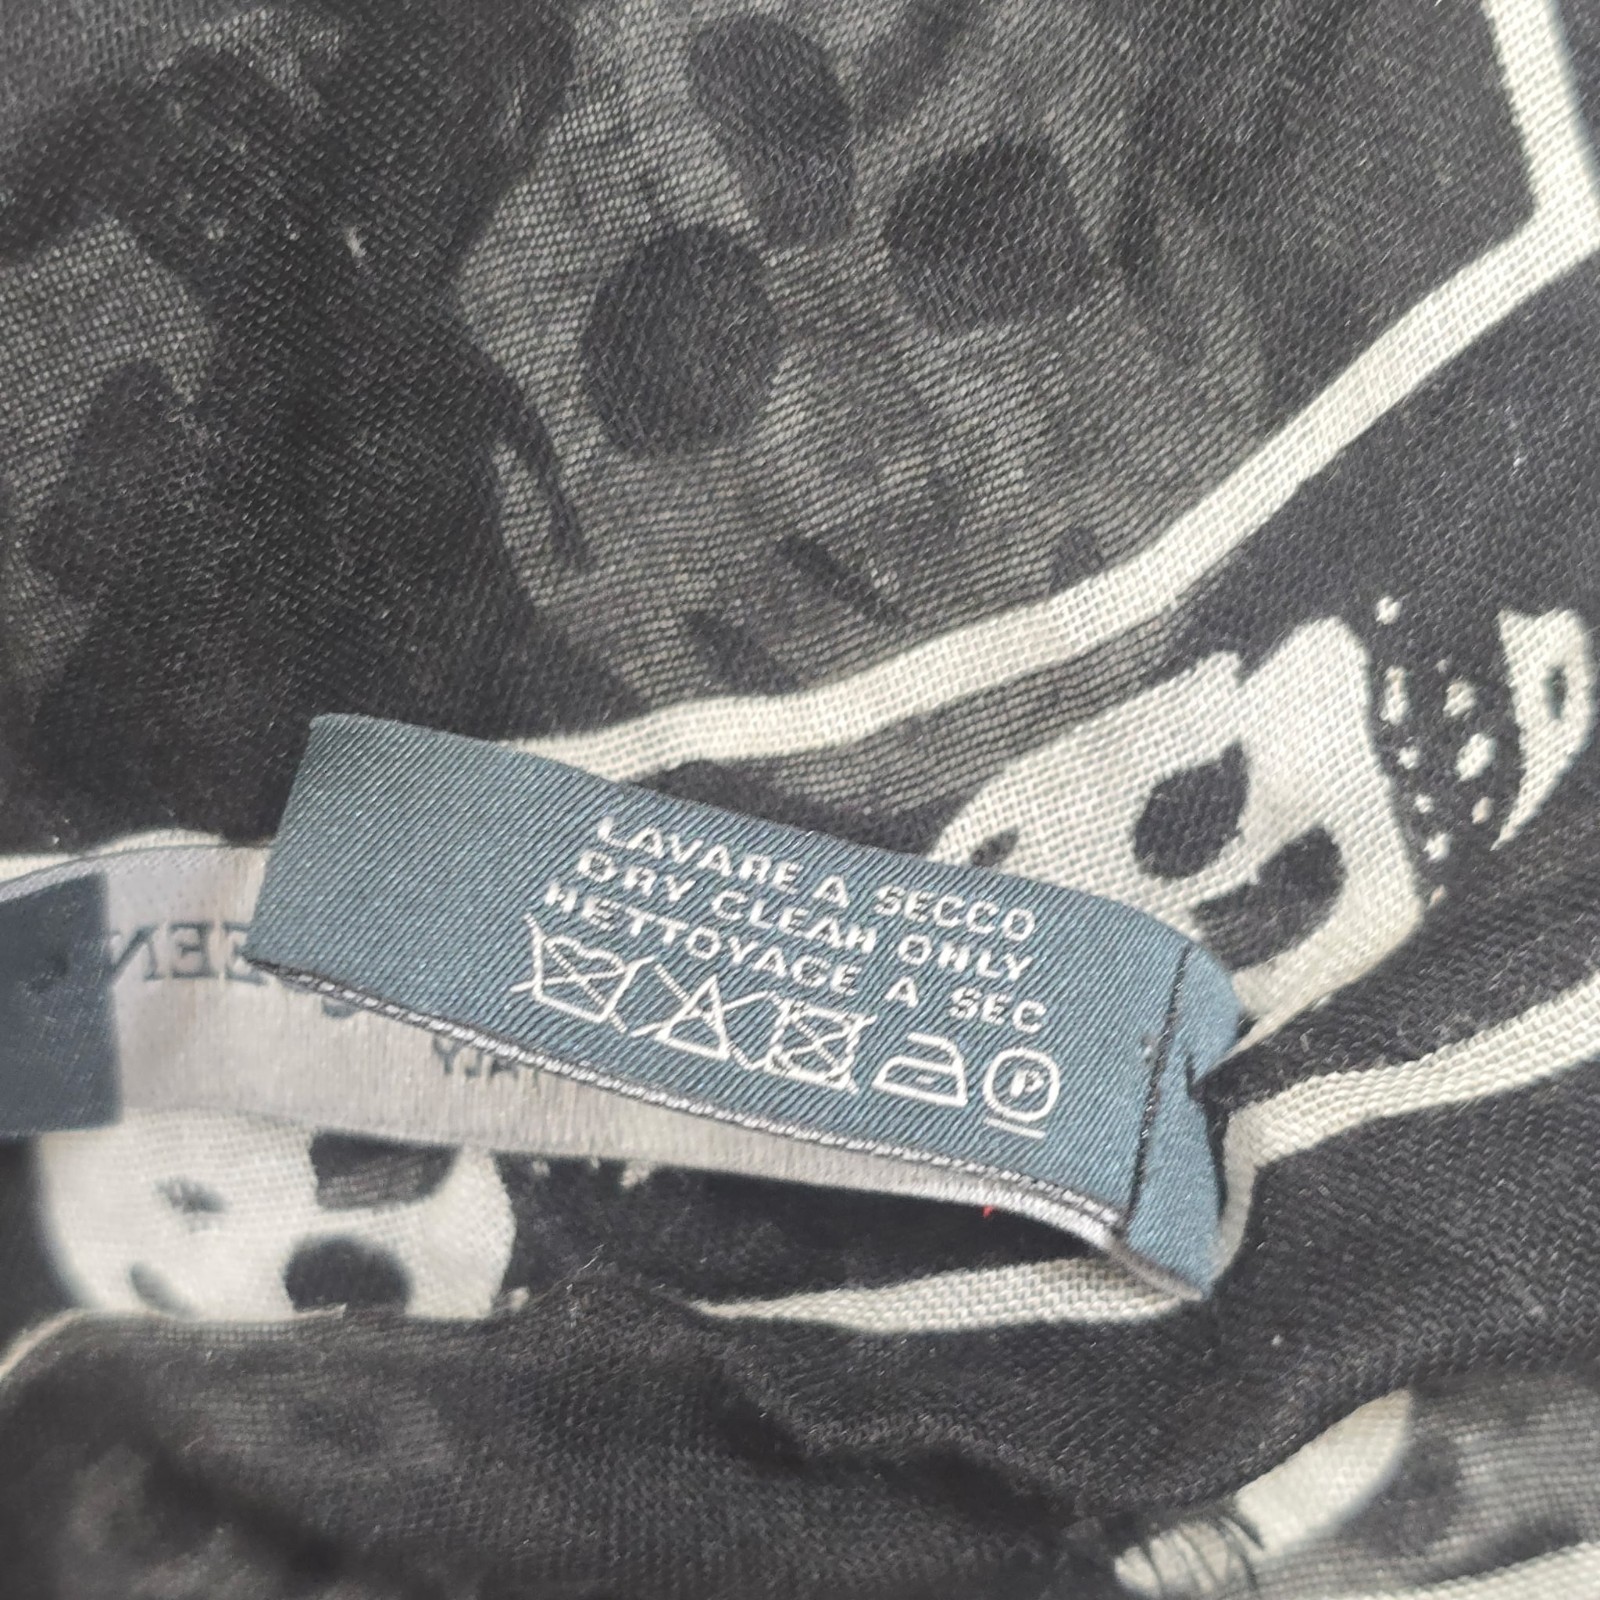 LAVARE A SECCO
DRY CLEAN ONLY
NETTOYAGE A SEC
P